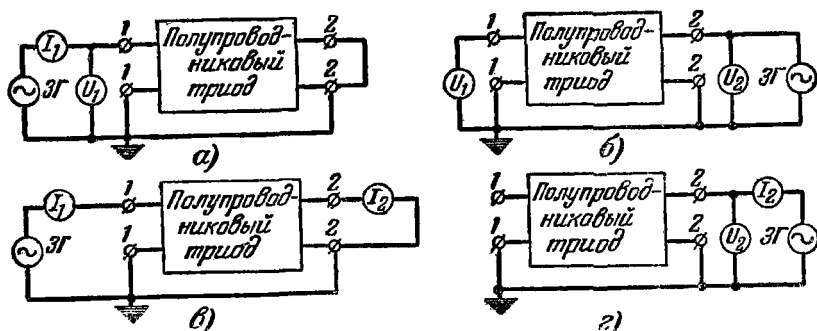 I₁
ЗГ
U₁
1
1
Полупровод-
никовый
триод
2
2
а)
U₁
1
1
Полупровод-
никовый
триод
2
2
U₂
ЗГ
б)
I₁
ЗГ
1
1
Полупровод-
никовый
триод
2
2
I₂
в)
1
1
Полупровод-
никовый
триод
2
2
U₂
I₂
ЗГ
г)